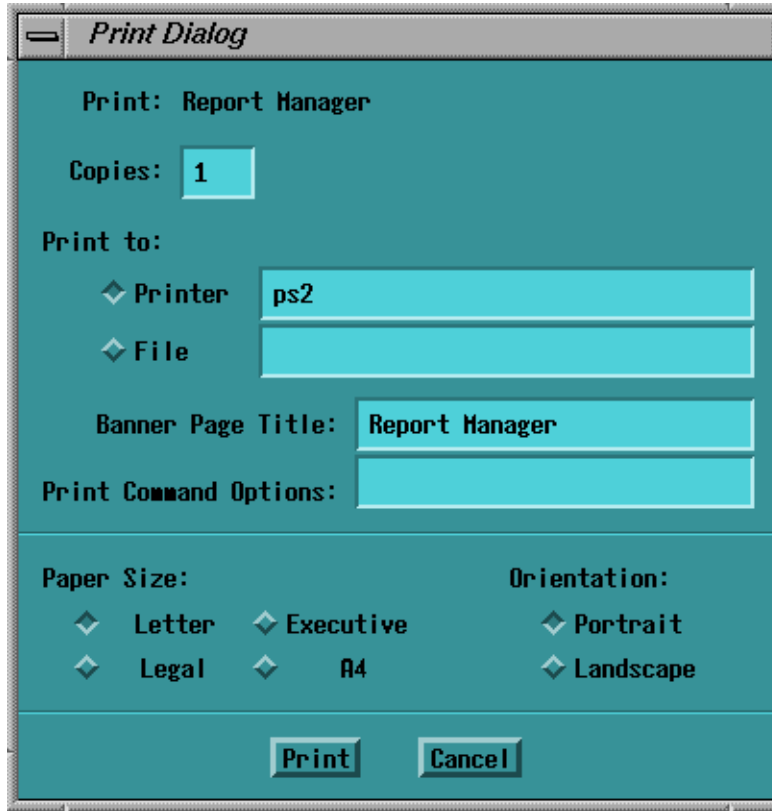 Print Dialog
Print: Report Manager
Copies: 1
Print to:
Printer ps2
File
Banner Page Title: Report Manager
Print Command Options:
Paper Size: Orientation:
Letter Executive Portrait
Legal A4 Landscape
Print Cancel